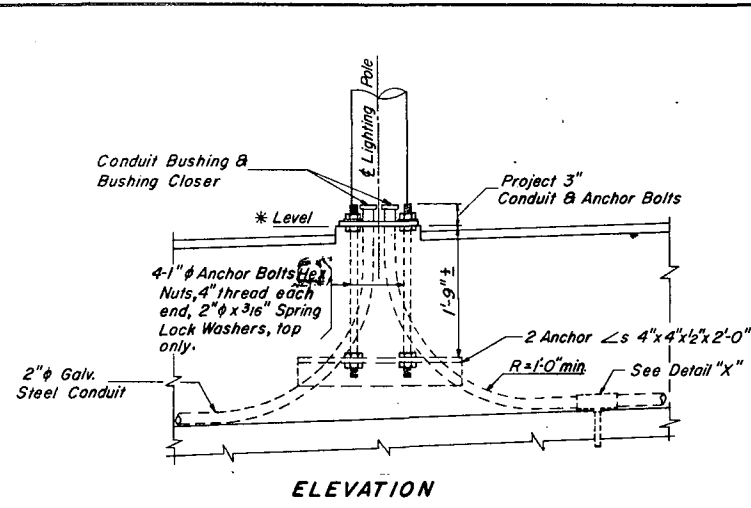 ℄ Lighting Pole
Conduit Bushing &
Bushing Closer
Project 3"
Conduit & Anchor Bolts
* Level
4-1" ϕ Anchor Bolts Hex
Nuts, 4" thread each
end, 2"ϕ x 3/16" Spring
Lock Washers, top
only.
1'-9" ±
2 Anchor ∠s 4"x4"x½"x2'-0"
R=1'-0" min.
See Detail "X"
2"ϕ Galv.
Steel Conduit
ELEVATION